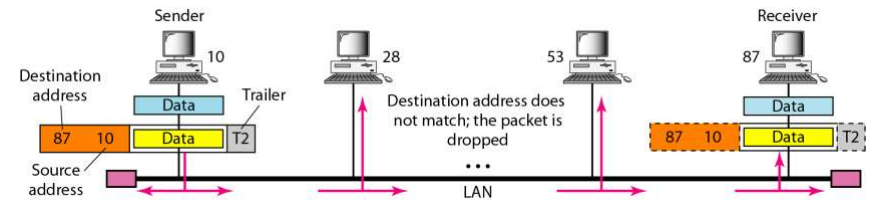 Sender
Receiver
10
28
53
87
Destination
address
Trailer
Data
Destination address does
not match; the packet is
dropped
Data
87 10 Data T2
87 10 Data T2
Source
address
...
LAN